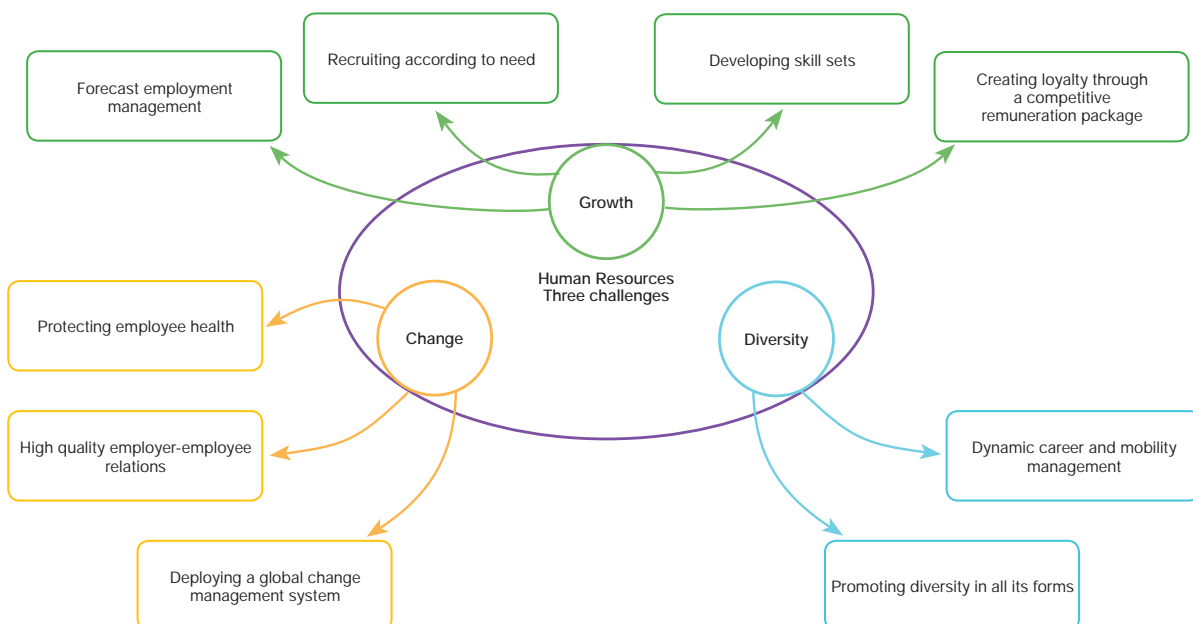 Recruiting according to need
Developing skill sets
Forecast employment
management
Creating loyalty through
a competitive
remuneration package
Growth
Human Resources
Three challenges
Protecting employee health
Change
Diversity
High quality employer-employee
relations
Dynamic career and mobility
management
Deploying a global change
management system
Promoting diversity in all its forms